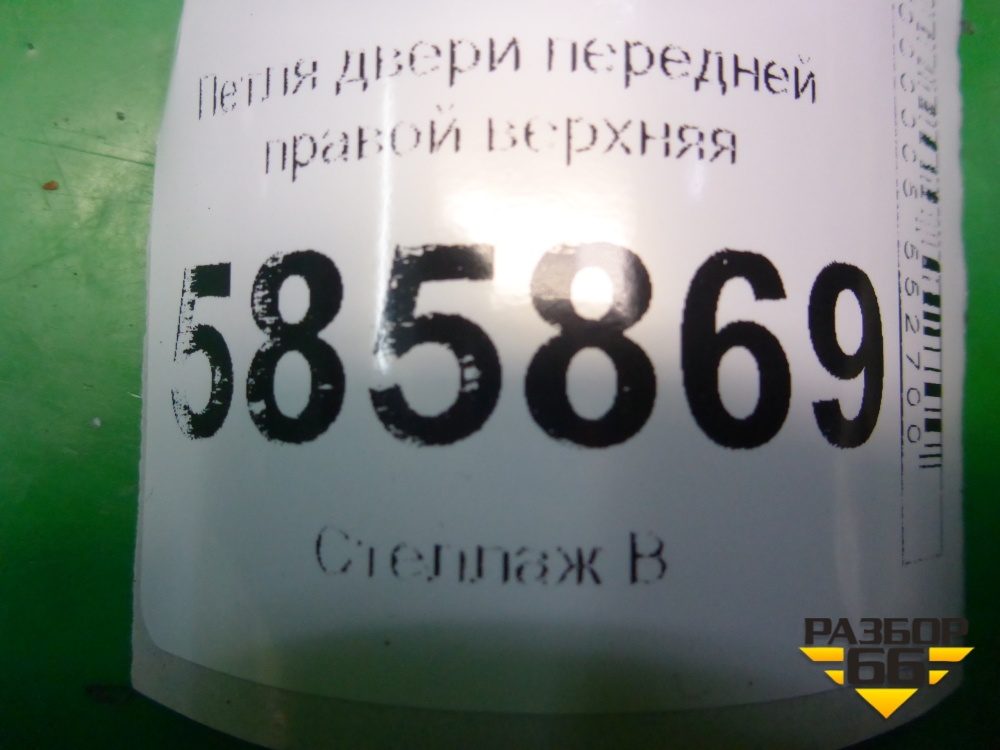 Петля двери передней
правой верхняя
585869
Стеллаж В
РАЗБОР
66